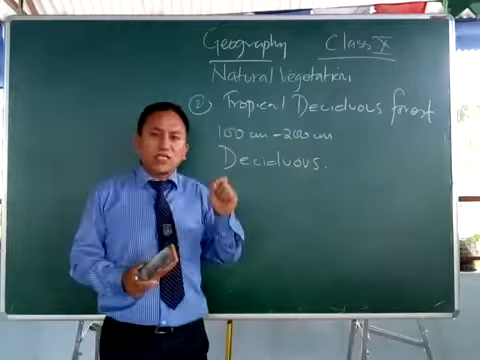 Geography Class X
Natural Vegetation
② Tropical Deciduous forest
100 cm - 200 cm
Deciduous.